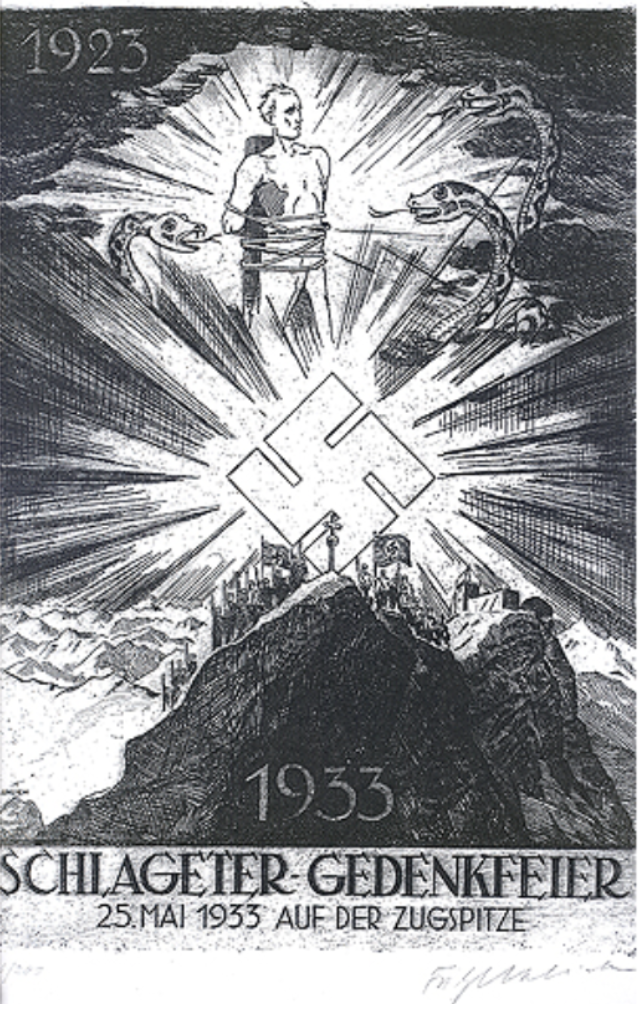 1923
1933
SCHLAGETER-GEDENKFEIER
25. MAI 1933 AUF DER ZUGSPITZE